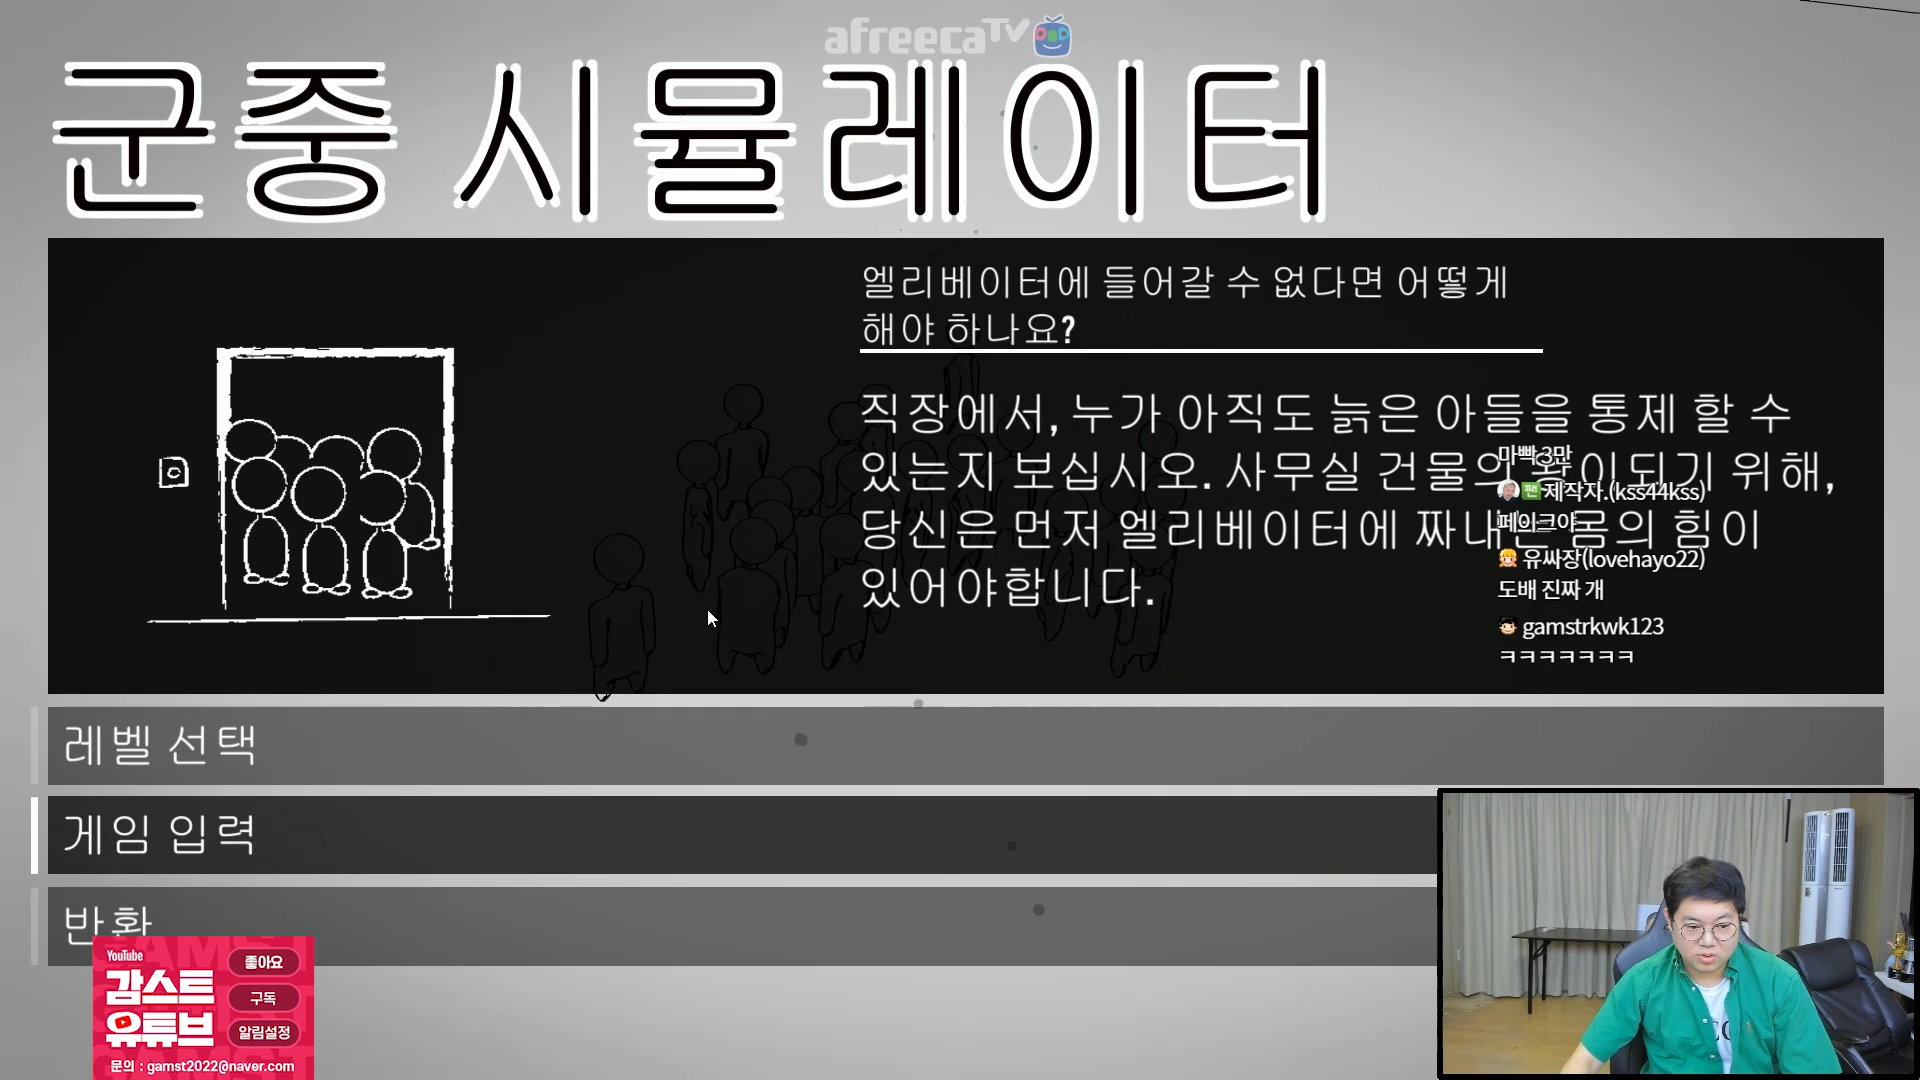 afreecaTV
군중 시뮬레이터
엘리베이터에 들어갈 수 없다면 어떻게
해야 하나요?
직장에서, 누가 아직도 늙은 아들을 통제 할 수
있는지 보십시오. 사무실 건물의 이되기 위해,
당신은 먼저 엘리베이터에 짜내는 몸의 힘이
있어야합니다.
마빡 3만
팬 제작자.(kss44kss)
페이크야
유싸장(lovehayo22)
도배 진짜 개
gamstrkwk123
ㅋㅋㅋㅋㅋㅋㅋ
레벨 선택
게임 입력
반환
YouTube
감스트
유튜브
좋아요
구독
알림설정
문의 : gamst2022@naver.com